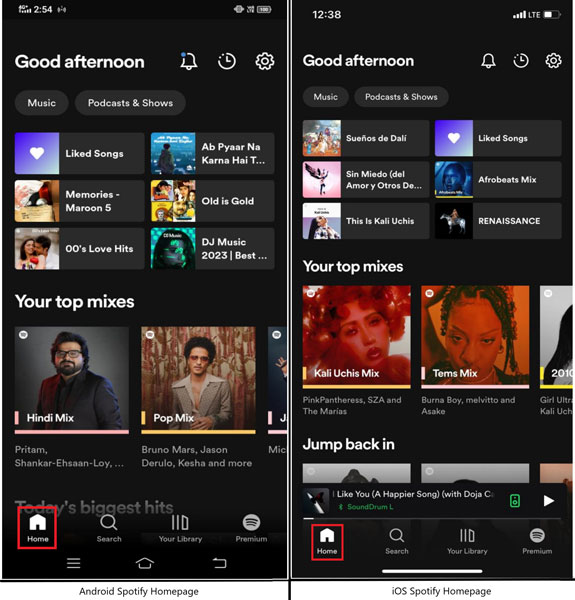 4G 2:54
Good afternoon
Music
Podcasts & Shows
Liked Songs
Ab Pyaar Na
Karna Hai T...
Memories -
Maroon 5
Old is Gold
00's Love Hits
DJ Music
2023 | Best ...
Your top mixes
Hindi Mix
Pop Mix
J
Pritam,
Shankar-Ehsaan-Loy, ...
Bruno Mars, Jason
Derulo, Kesha and more
Mic
Today's biggest hits
Home
Search
Your Library
Premium
Android Spotify Homepage
12:38
LTE
Good afternoon
Music
Podcasts & Shows
Sueños de Dalí
Liked Songs
Sin Miedo (del
Amor y Otros De...
Afrobeats Mix
This Is Kali Uchis
RENAISSANCE
Your top mixes
Kali Uchis Mix
Tems Mix
2010
PinkPantheress, SZA and
The Marías
Burna Boy, melvitto and
Asake
Girl Ultra
Kali Uch
Jump back in
I Like You (A Happier Song) (with Doja Ca
SoundDrum L
Home
Search
Your Library
Premium
iOS Spotify Homepage